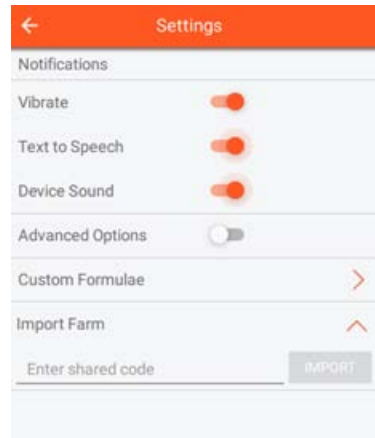 Settings
Notifications
Vibrate
Text to Speech
Device Sound
Advanced Options
Custom Formulae
Import Farm
Enter shared code IMPORT